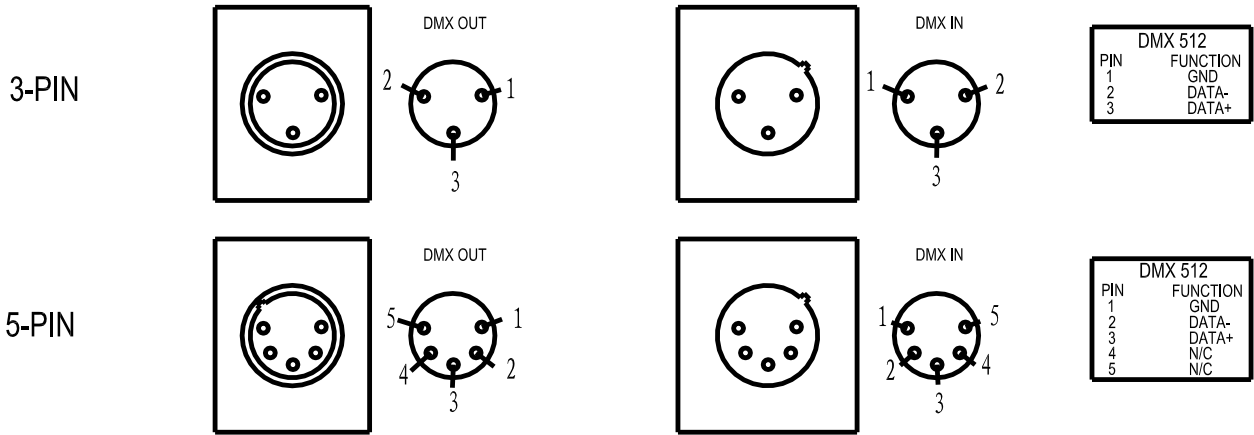 DMX OUT
DMX IN
3-PIN
2 1
3
1 2
3
DMX 512
PIN FUNCTION
1 GND
2 DATA-
3 DATA+
DMX OUT
DMX IN
5-PIN
5 1
4 2
3
1 5
2 4
3
DMX 512
PIN FUNCTION
1 GND
2 DATA-
3 DATA+
4 N/C
5 N/C